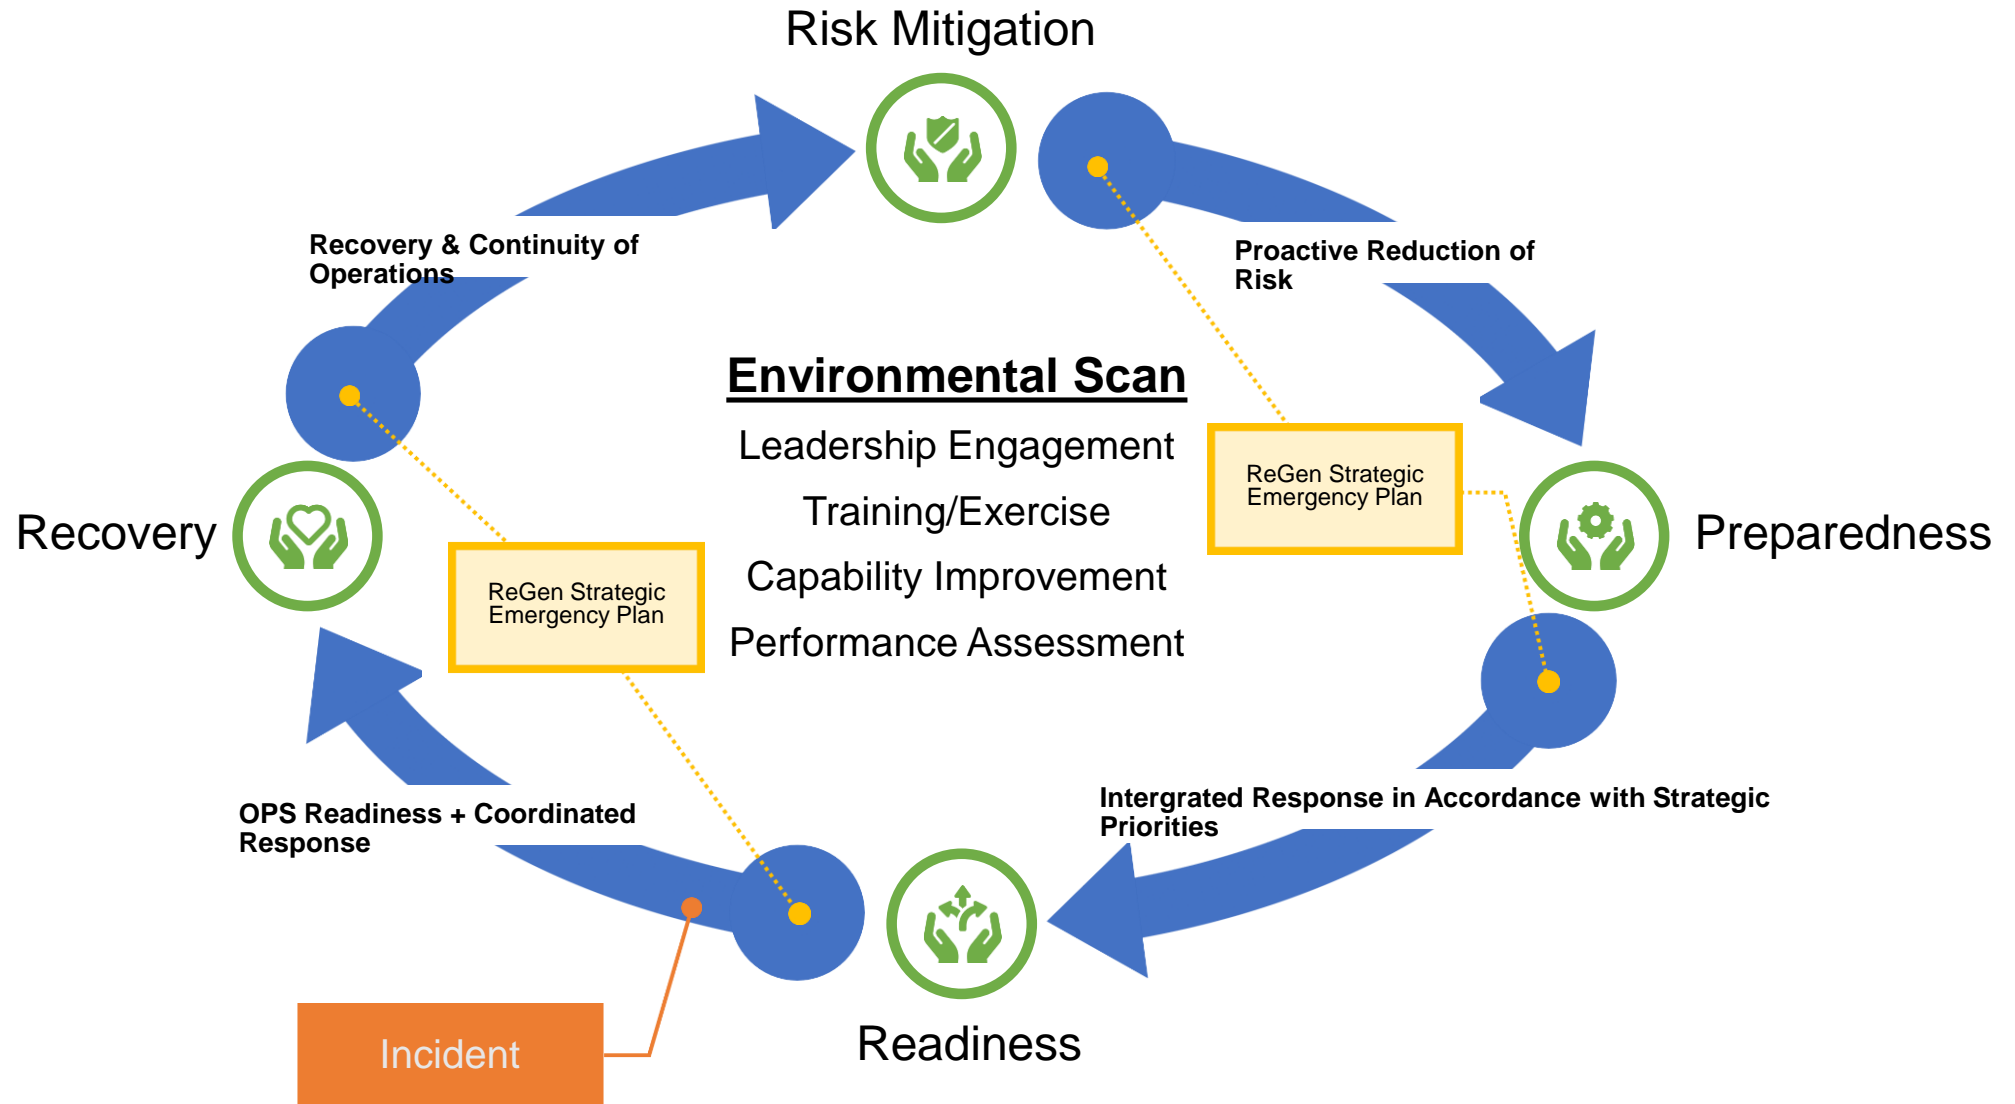 Risk Mitigation
Recovery & Continuity of
Operations
Proactive Reduction of
Risk
Environmental Scan
Leadership Engagement
Training/Exercise
Capability Improvement
Performance Assessment
ReGen Strategic
Emergency Plan
Recovery
Preparedness
ReGen Strategic
Emergency Plan
OPS Readiness + Coordinated
Response
Intergrated Response in Accordance with Strategic
Priorities
Incident
Readiness